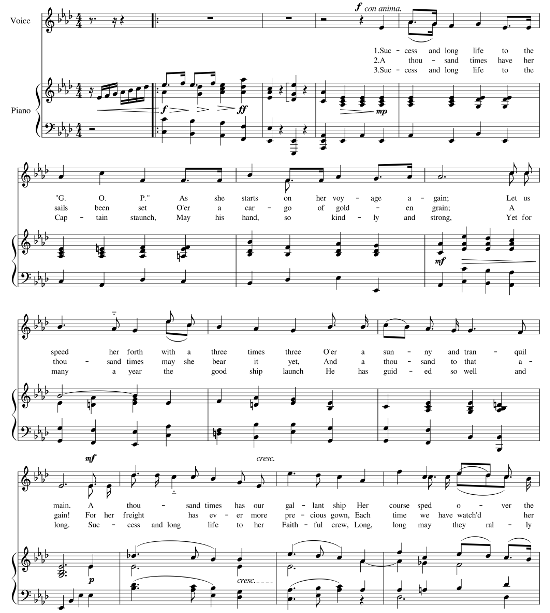 f con anima.
Voice
1.Suc - cess and long life to the
2.A thou - sand times have her
3.Suc - cess and long life to the
Piano
f
ff
mp
"G. O. P." As she starts on her voy - age a - gain; Let us
sails been set O'er a car - go of gold - en grain; A
Cap - tain staunch, May his hand, so kind - ly and strong, Yet for
mf
speed her forth with a three times three O'er a sun - ny and tran - quil
thou - sand times may she bear it yet, And a thou - sand to that a -
many a year the good ship launch He has guid - ed so well and
mf
cresc.
main. A thou - sand times has our gal - lant ship Her course sped o - ver the
gain! For her freight has ev - er more pre - cious gown, Each time we have watch'd her
long. Suc - cess and long life to her Faith - ful crew, Long, long may they ral - ly
p
cresc.